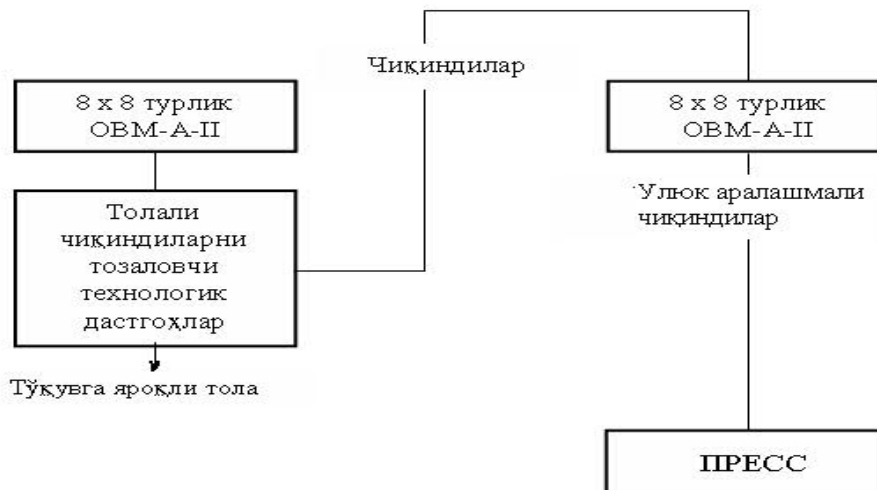 Чиқиндилар
8 х 8 турлик
ОВМ-А-II
8 х 8 турлик
ОВМ-А-II
Толали
чиқиндиларни
тозаловчи
технологик
дастгоҳлар
Улюк аралашмали
чиқиндилар
Тўқувга яроқли тола
ПРЕСС